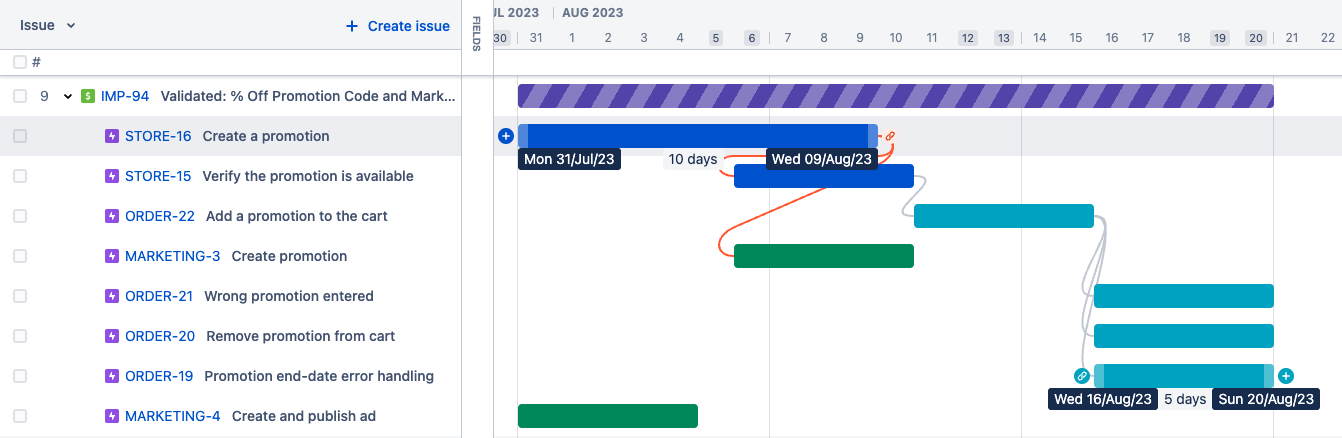 Issue
+ Create issue
FIELDS
UL 2023 AUG 2023
30 31 1 2 3 4 5 6 7 8 9 10 11 12 13 14 15 16 17 18 19 20 21 22
#
9 $ IMP-94 Validated: % Off Promotion Code and Mark...
STORE-16 Create a promotion
Mon 31/Jul/23 10 days Wed 09/Aug/23
STORE-15 Verify the promotion is available
ORDER-22 Add a promotion to the cart
MARKETING-3 Create promotion
ORDER-21 Wrong promotion entered
ORDER-20 Remove promotion from cart
ORDER-19 Promotion end-date error handling
Wed 16/Aug/23 5 days Sun 20/Aug/23
MARKETING-4 Create and publish ad